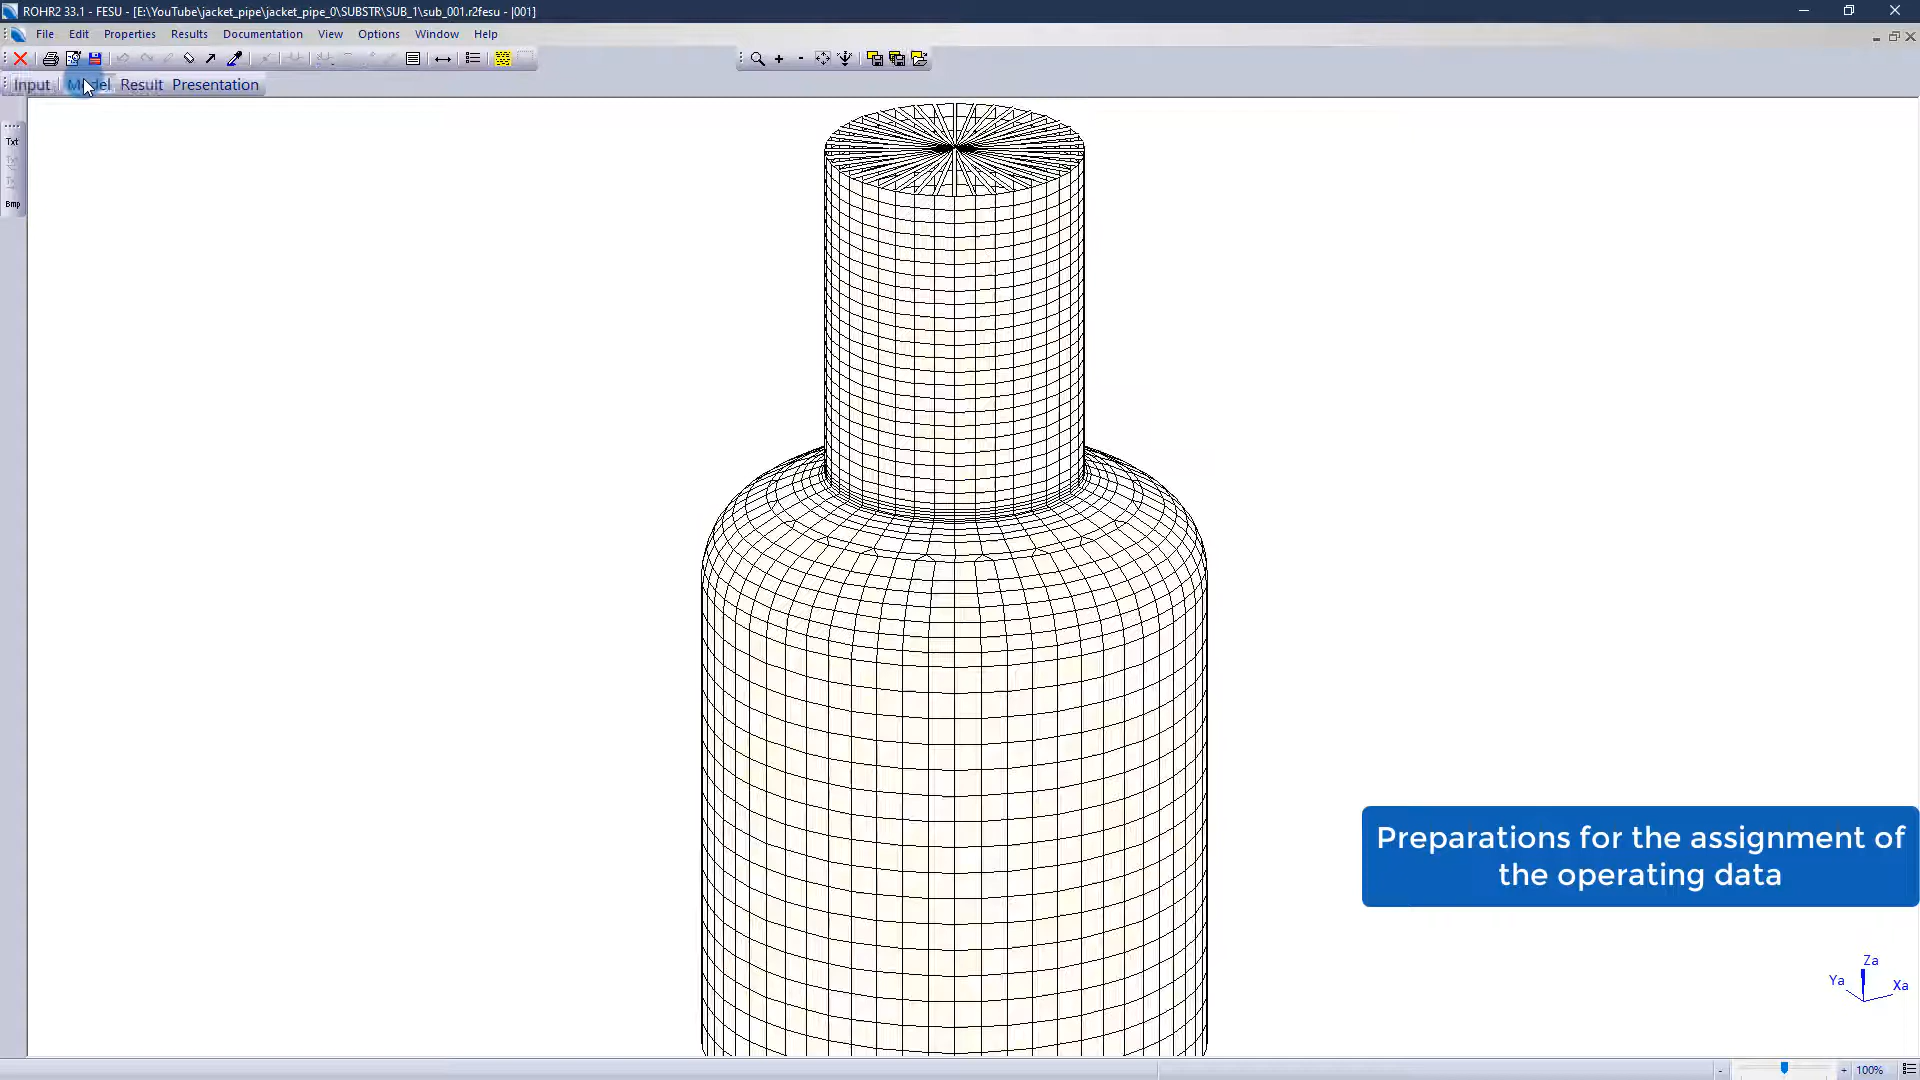 ROHR2 33.1 - FESU - [E:\YouTube\jacket_pipe\jacket_pipe_0\SUBSTR\SUB_1\sub_001.r2fesu - |001]
File Edit Properties Results Documentation View Options Window Help
Input Model Result Presentation
Txt
Bmp
Preparations for the assignment of
the operating data
Za
Ya
Xa
- + 100%